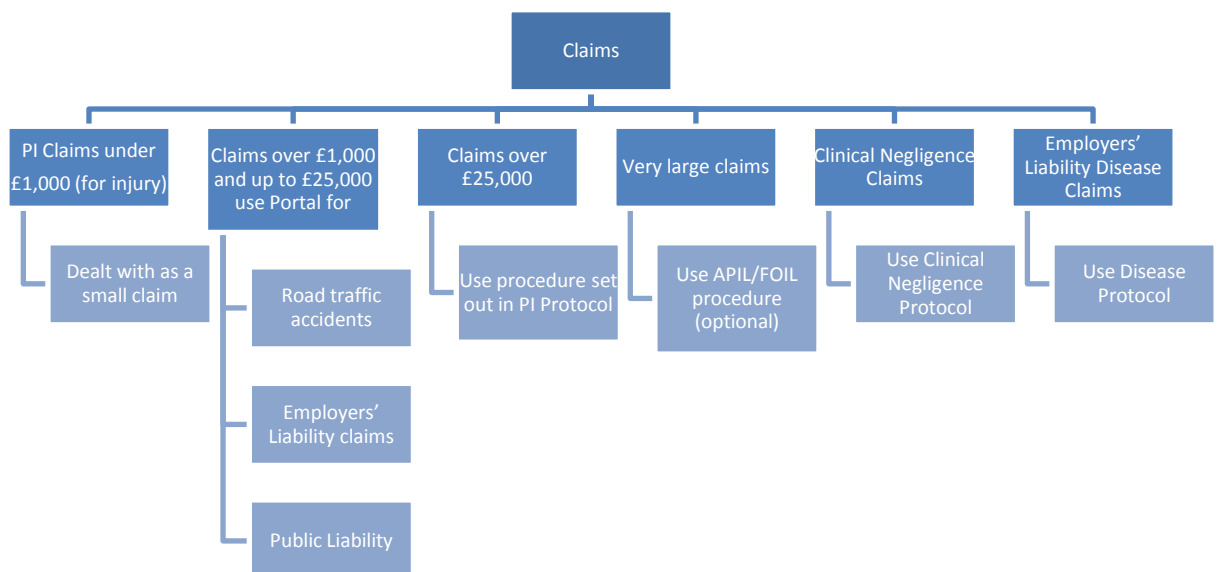 Claims
PI Claims under
£1,000 (for injury)
Claims over £1,000
and up to £25,000
use Portal for
Claims over
£25,000
Very large claims
Clinical Negligence
Claims
Employers'
Liability Disease
Claims
Dealt with as a
small claim
Road traffic
accidents
Employers'
Liability claims
Public Liability
Use procedure set
out in PI Protocol
Use APIL/FOIL
procedure
(optional)
Use Clinical
Negligence
Protocol
Use Disease
Protocol